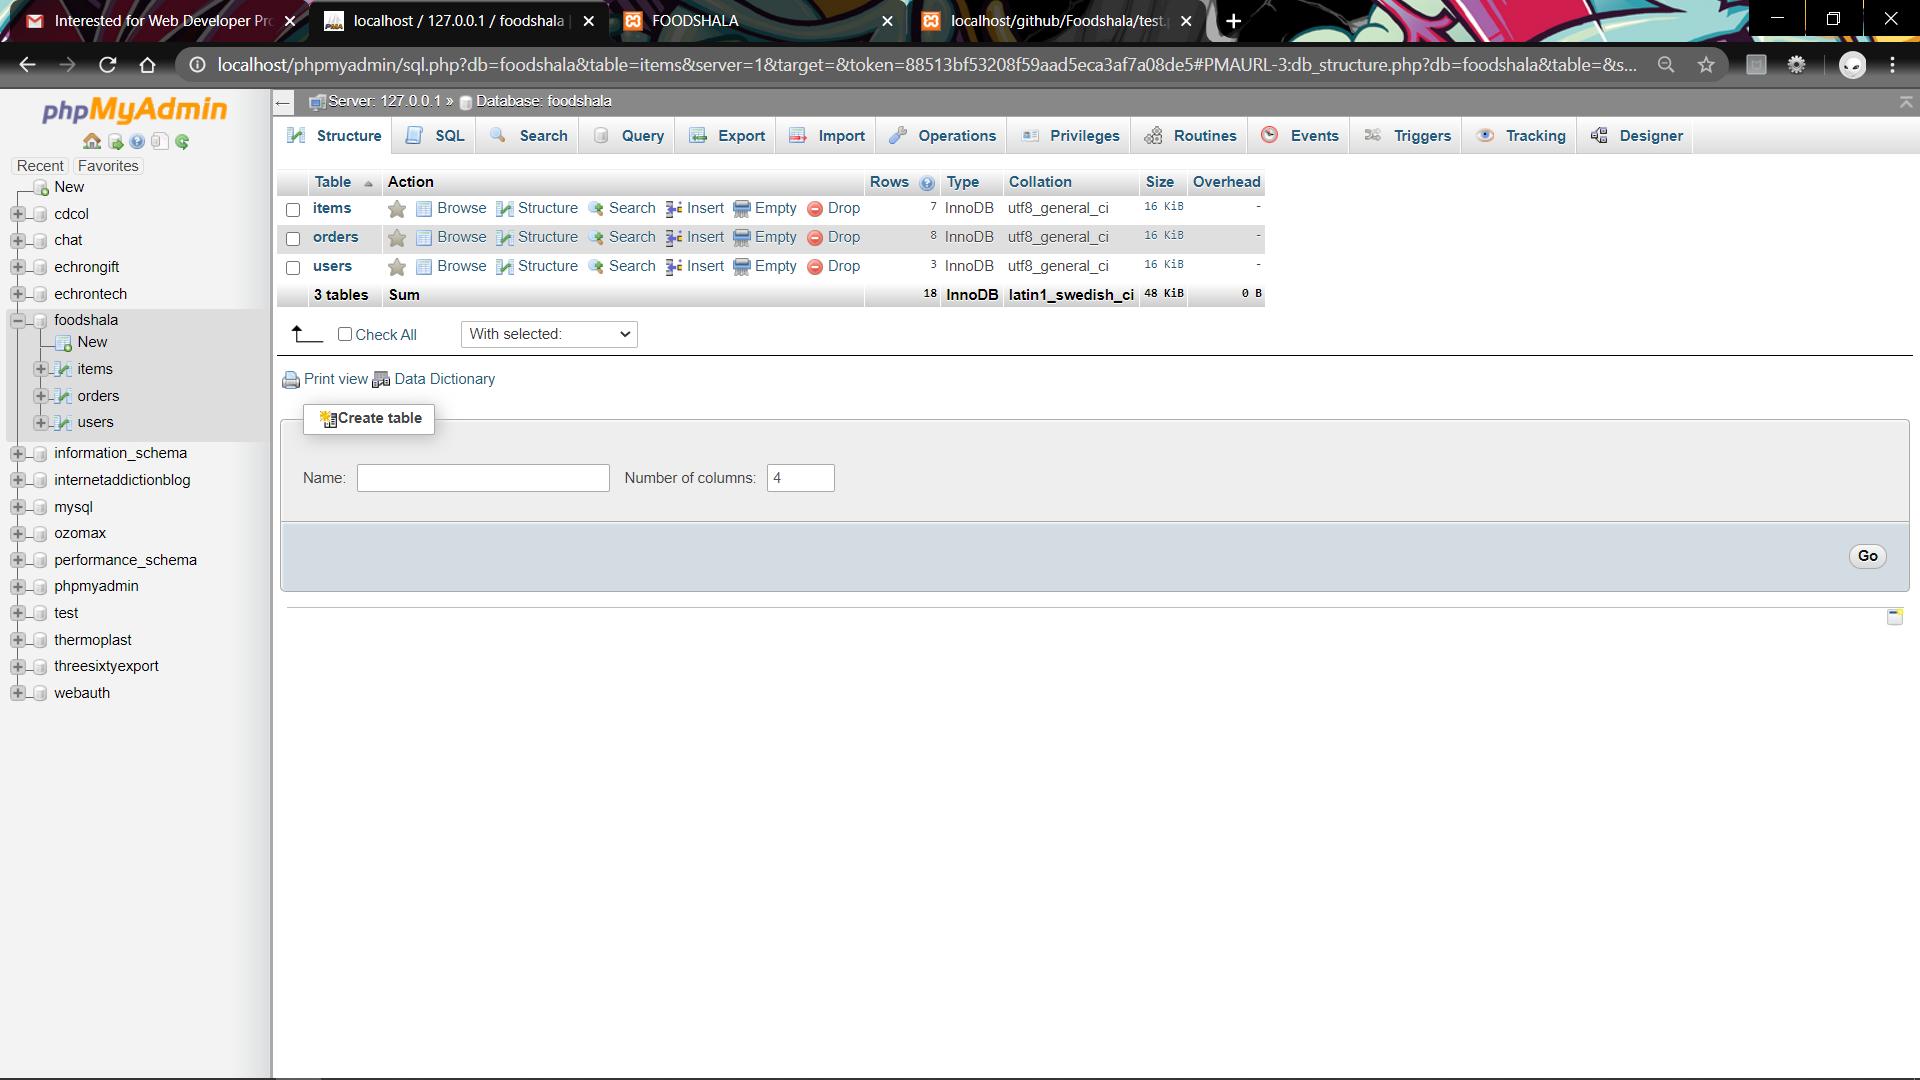 Interested for Web Developer Pr
localhost / 127.0.0.1 / foodshala
FOODSHALA
localhost/github/Foodshala/test.
localhost/phpmyadmin/sql.php?db=foodshala&table=items&server=1&target=&token=88513bf53208f59aad5eca3af7a08de5#PMAURL-3:db_structure.php?db=foodshala&table=&s...
phpMyAdmin
Recent Favorites
New
cdcol
chat
echrongift
echrontech
foodshala
New
items
orders
users
information_schema
internetaddictionblog
mysql
ozomax
performance_schema
phpmyadmin
test
thermoplast
threesixtyexport
webauth
Server: 127.0.0.1 » Database: foodshala
Structure SQL Search Query Export Import Operations Privileges Routines Events Triggers Tracking Designer
Table Action Rows Type Collation Size Overhead
items Browse Structure Search Insert Empty Drop 7 InnoDB utf8_general_ci 16 KiB -
orders Browse Structure Search Insert Empty Drop 8 InnoDB utf8_general_ci 16 KiB -
users Browse Structure Search Insert Empty Drop 3 InnoDB utf8_general_ci 16 KiB -
3 tables Sum 18 InnoDB latin1_swedish_ci 48 KiB 0 B
Check All With selected:
Print view Data Dictionary
Create table
Name: Number of columns: 4
Go